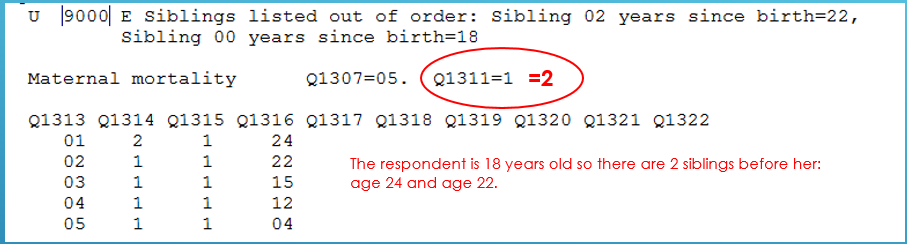 U 9000 E Siblings listed out of order: Sibling 02 years since birth=22,
Sibling 00 years since birth=18
Maternal mortality Q1307=05. Q1311=1 =2
Q1313 Q1314 Q1315 Q1316 Q1317 Q1318 Q1319 Q1320 Q1321 Q1322
01 2 1 24
02 1 1 22
03 1 1 15
04 1 1 12
05 1 1 04
The respondent is 18 years old so there are 2 siblings before her:
age 24 and age 22.